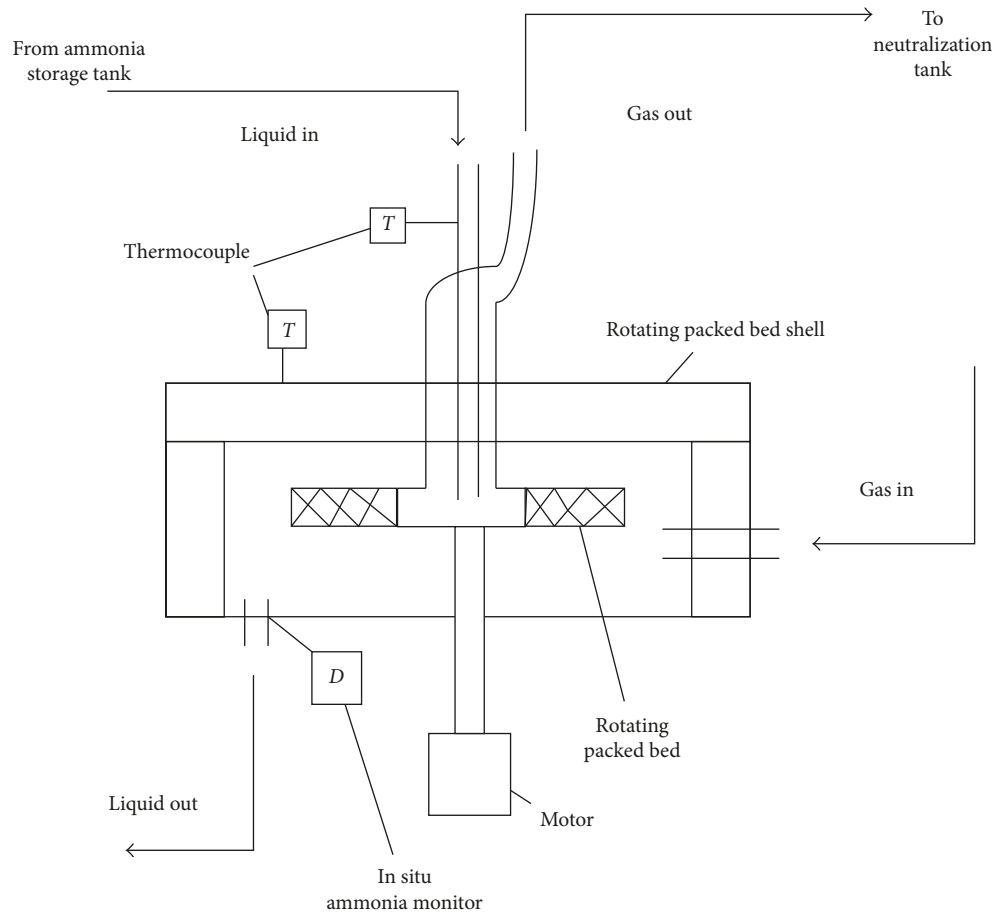 To
neutralization
tank
From ammonia
storage tank
Gas out
Liquid in
T
Thermocouple
T
Rotating packed bed shell
Gas in
D
Rotating
packed bed
Liquid out
Motor
In situ
ammonia monitor